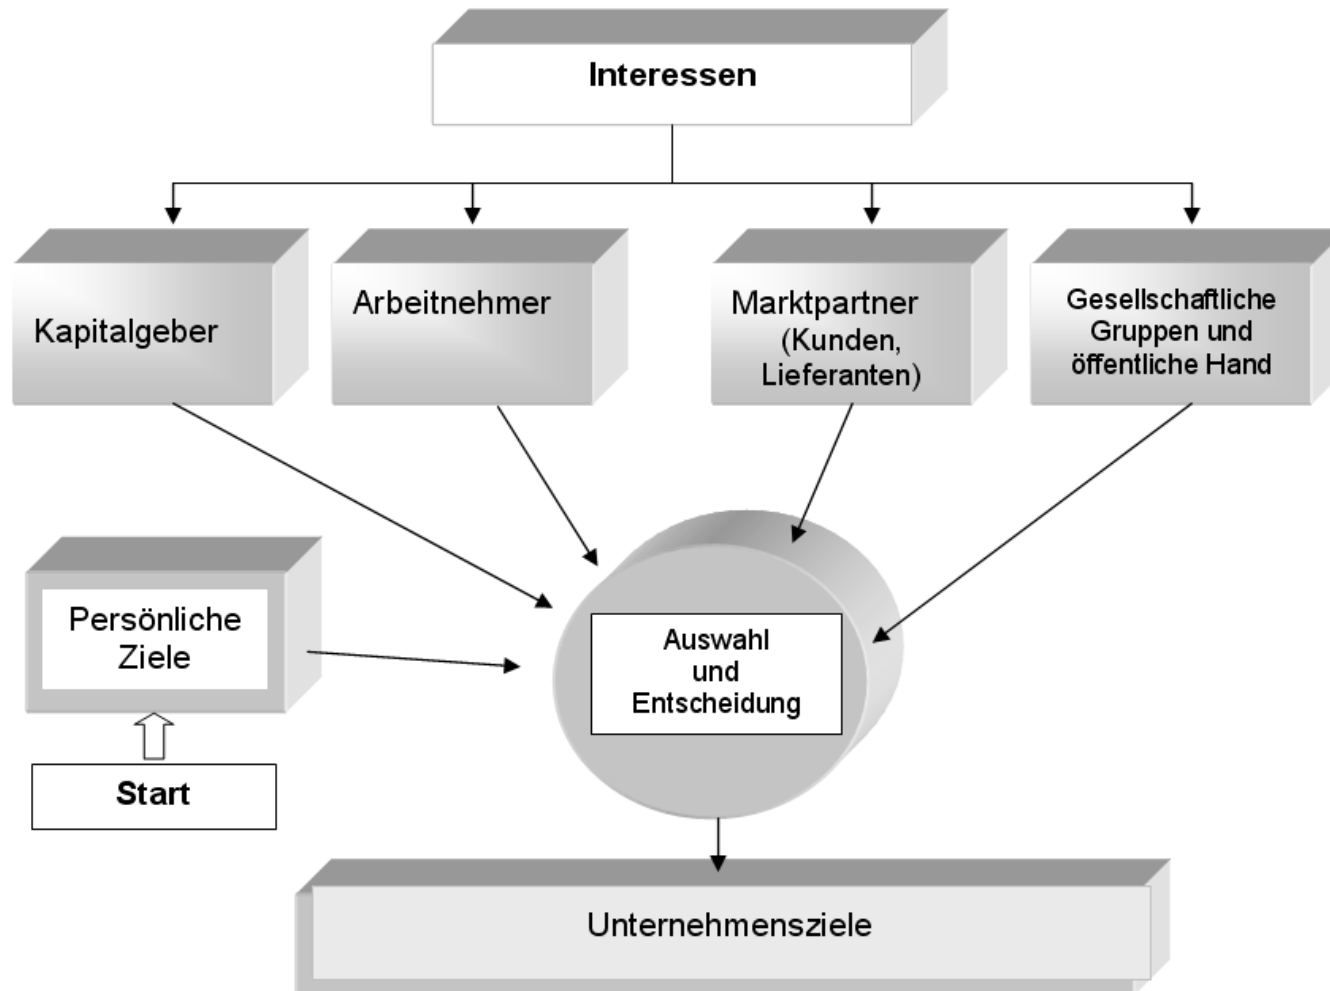 Interessen
Kapitalgeber
Arbeitnehmer
Marktpartner
(Kunden,
Lieferanten)
Gesellschaftliche
Gruppen und
öffentliche Hand
Persönliche
Ziele
Start
Auswahl
und
Entscheidung
Unternehmensziele